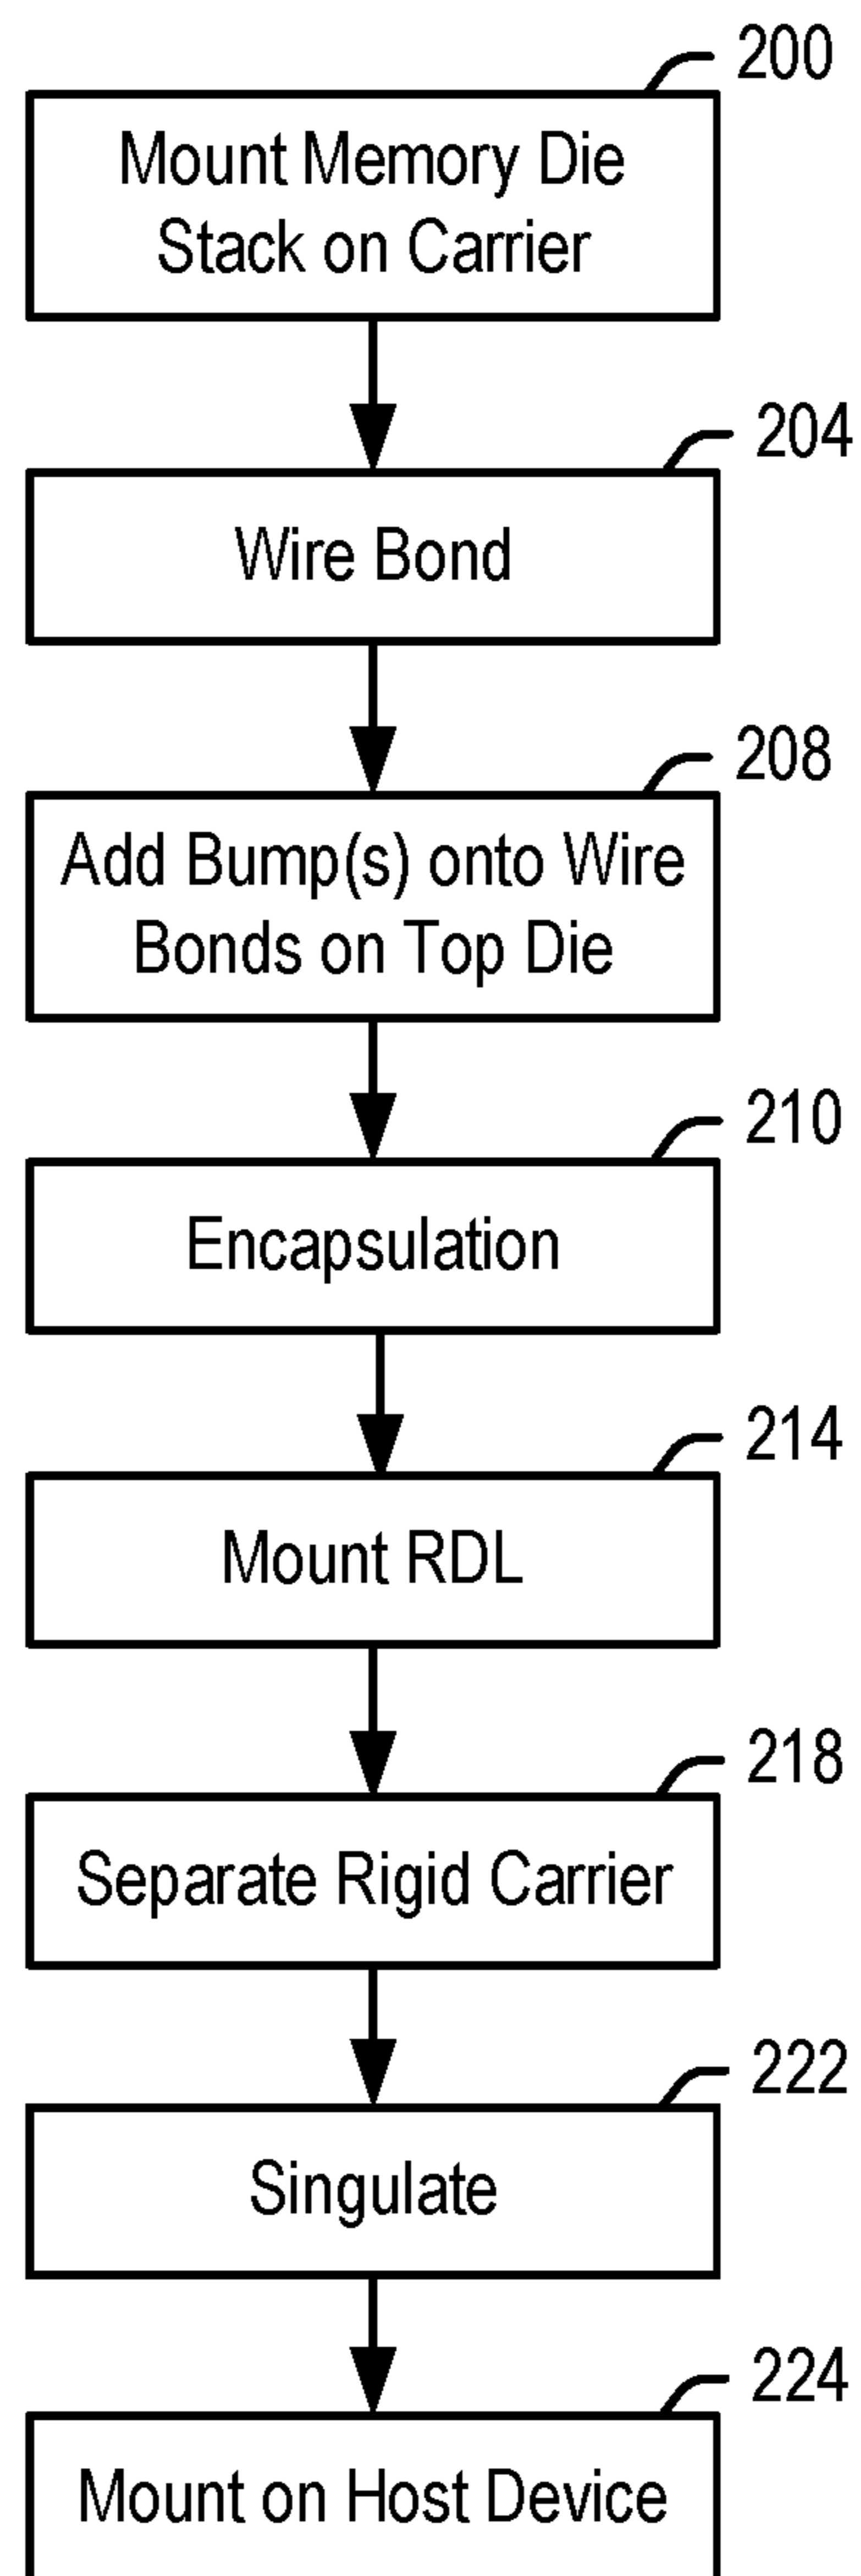 200
Mount Memory Die
Stack on Carrier
204
Wire Bond
208
Add Bump(s) onto Wire
Bonds on Top Die
210
Encapsulation
214
Mount RDL
218
Separate Rigid Carrier
222
Singulate
224
Mount on Host Device